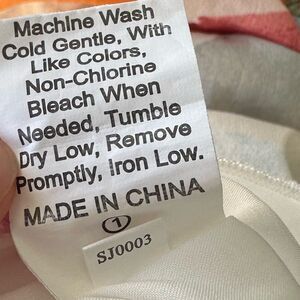 Machine Wash
Cold Gentle, With
Like Colors,
Non-Chlorine
Bleach When
Needed, Tumble
Dry Low, Remove
Promptly, Iron Low.
MADE IN CHINA
1
SJ0003